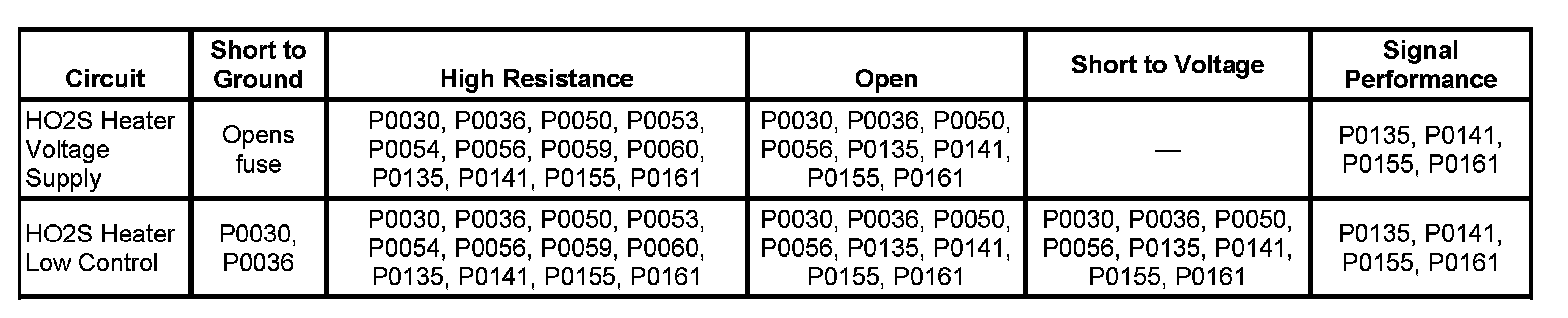 Circuit
Short to
Ground
High Resistance
Open
Short to Voltage
Signal
Performance
HO2S Heater
Voltage
Supply
Opens
fuse
P0030, P0036, P0050, P0053,
P0054, P0056, P0059, P0060,
P0135, P0141, P0155, P0161
P0030, P0036, P0050,
P0056, P0135, P0141,
P0155, P0161
—
P0135, P0141,
P0155, P0161
HO2S Heater
Low Control
P0030,
P0036
P0030, P0036, P0050, P0053,
P0054, P0056, P0059, P0060,
P0135, P0141, P0155, P0161
P0030, P0036, P0050,
P0056, P0135, P0141,
P0155, P0161
P0030, P0036, P0050,
P0056, P0135, P0141,
P0155, P0161
P0135, P0141,
P0155, P0161